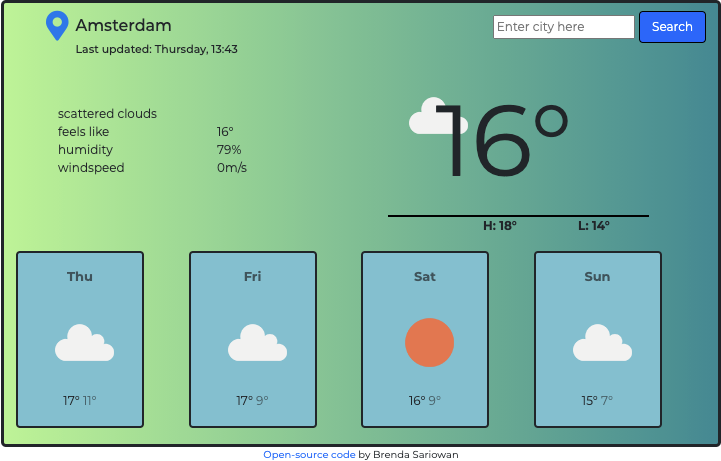 Amsterdam
Enter city here
Search
Last updated: Thursday, 13:43
scattered clouds
feels like 16°
humidity 79%
windspeed 0m/s
16°
H: 18° L: 14°
Thu Fri Sat Sun
17° 11° 17° 9° 16° 9° 15° 7°
Open-source code by Brenda Sariowan